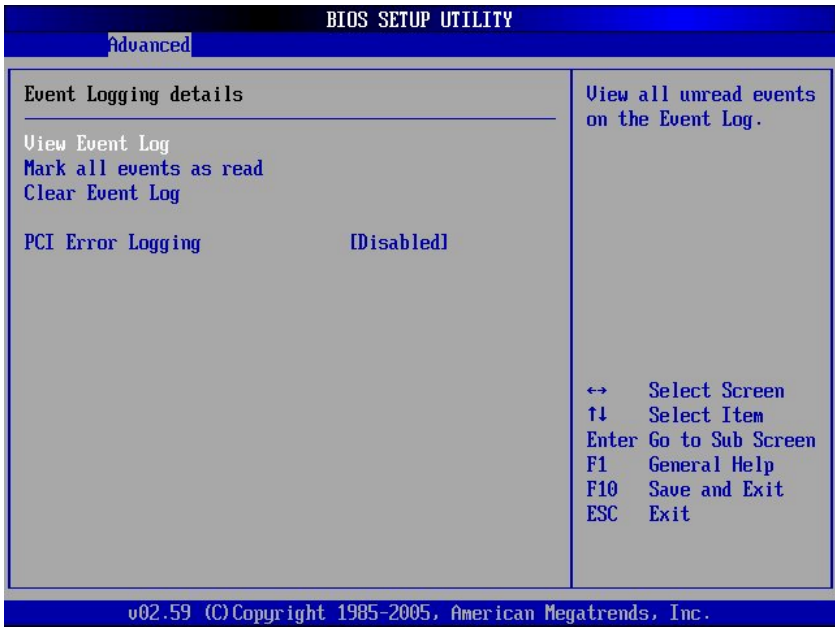 BIOS SETUP UTILITY
Advanced
Event Logging details
View Event Log
Mark all events as read
Clear Event Log
PCI Error Logging [Disabled]
View all unread events
on the Event Log.
↔ Select Screen
↑↓ Select Item
Enter Go to Sub Screen
F1 General Help
F10 Save and Exit
ESC Exit
v02.59 (C)Copyright 1985-2005, American Megatrends, Inc.